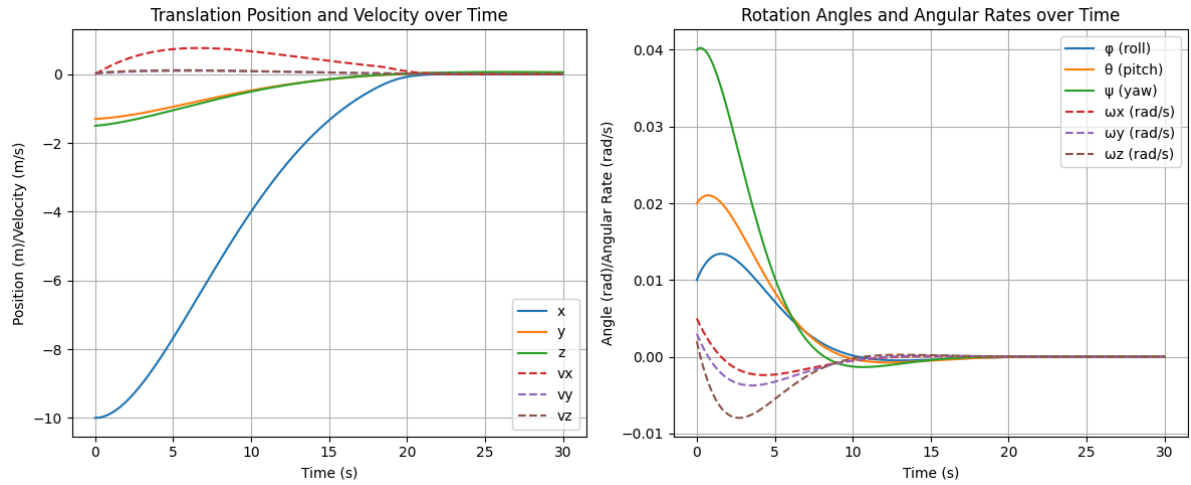 Translation Position and Velocity over Time
Position (m)/Velocity (m/s)
0
−2
−4
−6
−8
−10
x
y
z
vx
vy
vz
0 5 10 15 20 25 30
Time (s)
Rotation Angles and Angular Rates over Time
Angle (rad)/Angular Rate (rad/s)
0.04
0.03
0.02
0.01
0.00
−0.01
φ (roll)
θ (pitch)
ψ (yaw)
ωx (rad/s)
ωy (rad/s)
ωz (rad/s)
0 5 10 15 20 25 30
Time (s)